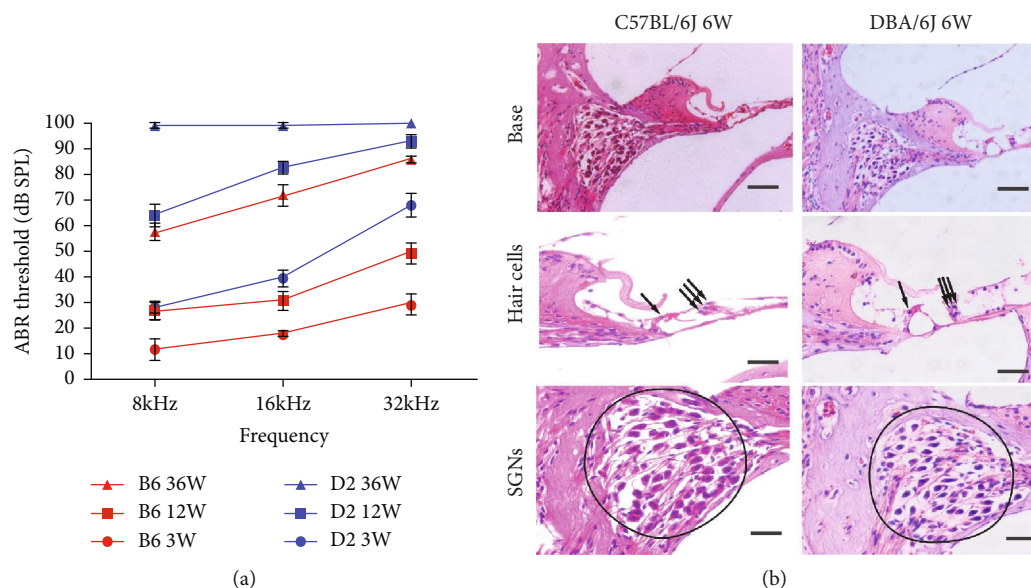 100
90
80
70
60
50
40
30
20
10
0
ABR threshold (dB SPL)
8kHz 16kHz 32kHz
Frequency
B6 36W D2 36W
B6 12W D2 12W
B6 3W D2 3W
(a)
C57BL/6J 6W DBA/6J 6W
Base
Hair cells
SGNs
(b)